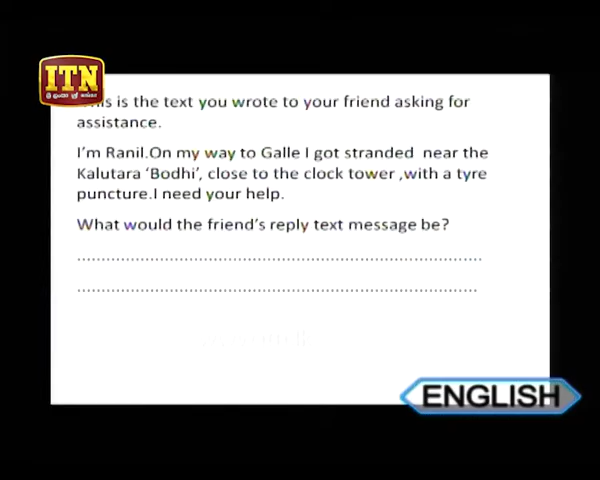 ITN
is the text you wrote to your friend asking for
assistance.
I'm Ranil.On my way to Galle I got stranded near the
Kalutara 'Bodhi', close to the clock tower ,with a tyre
puncture.I need your help.
What would the friend's reply text message be?
ENGLISH